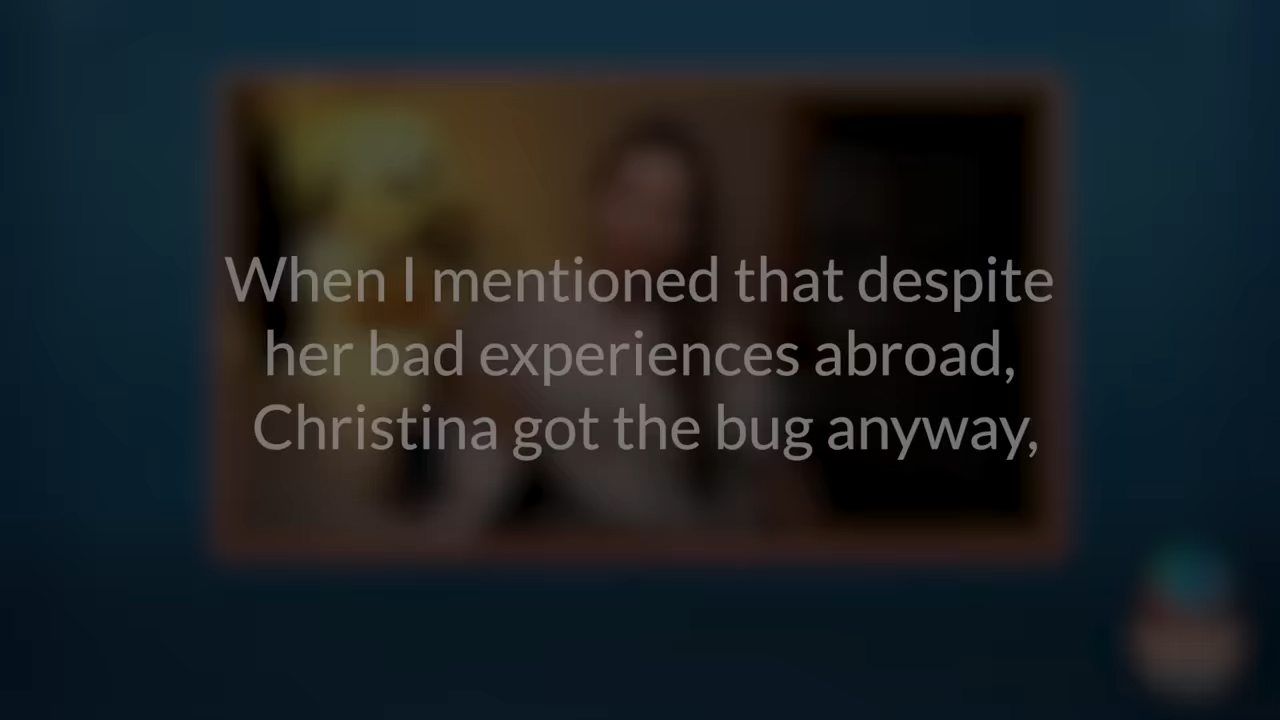 When I mentioned that despite
her bad experiences abroad,
Christina got the bug anyway,